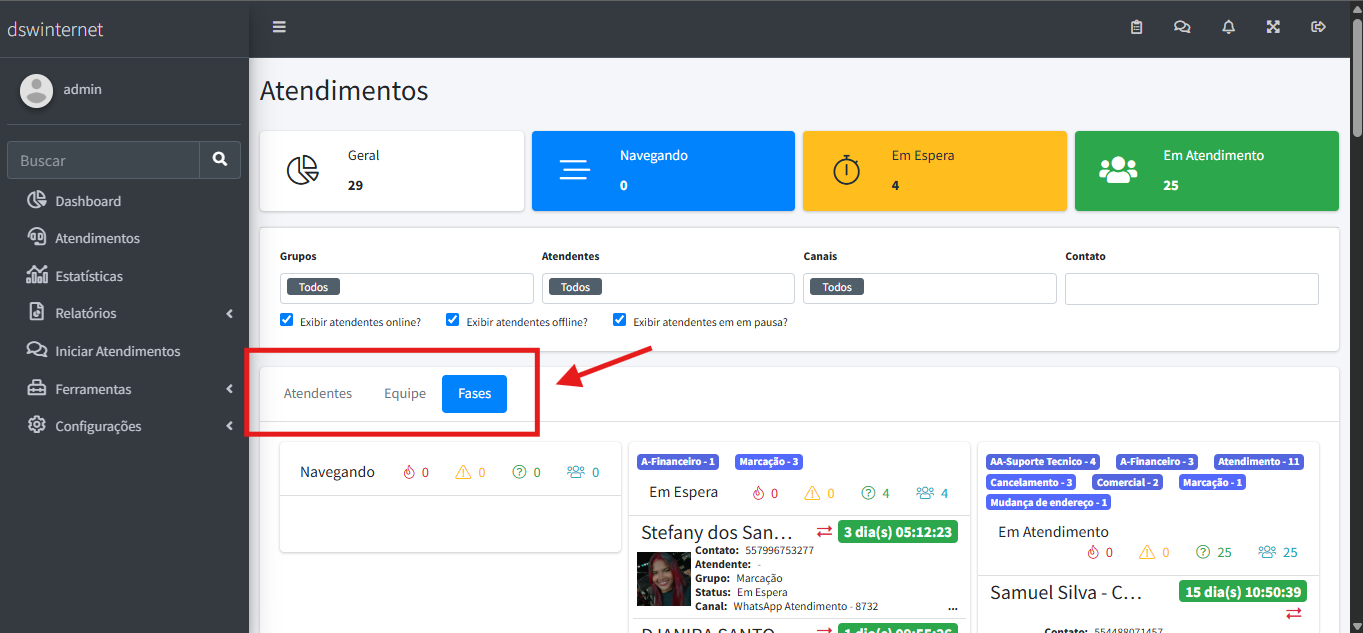 dswinternet
admin
Buscar
Dashboard
Atendimentos
Estatísticas
Relatórios
Iniciar Atendimentos
Ferramentas
Configurações
Atendimentos
Geral
29
Navegando
0
Em Espera
4
Em Atendimento
25
Grupos
Todos
Atendentes
Todos
Canais
Todos
Contato
Exibir atendentes online? Exibir atendentes offline? Exibir atendentes em em pausa?
Atendentes Equipe Fases
Navegando 0 0 0 0
A-Financeiro - 1 Marcação - 3
Em Espera 0 0 4 4
Stefany dos San... 3 dia(s) 05:12:23
Contato: 557996753277
Atendente: -
Grupo: Marcação
Status: Em Espera
Canal: WhatsApp Atendimento - 8732 ...
AA-Suporte Tecnico - 4 A-Financeiro - 3 Atendimento - 11
Cancelamento - 3 Comercial - 2 Marcação - 1
Mudança de endereço - 1
Em Atendimento
0 0 25 25
Samuel Silva - C... 15 dia(s) 10:50:39